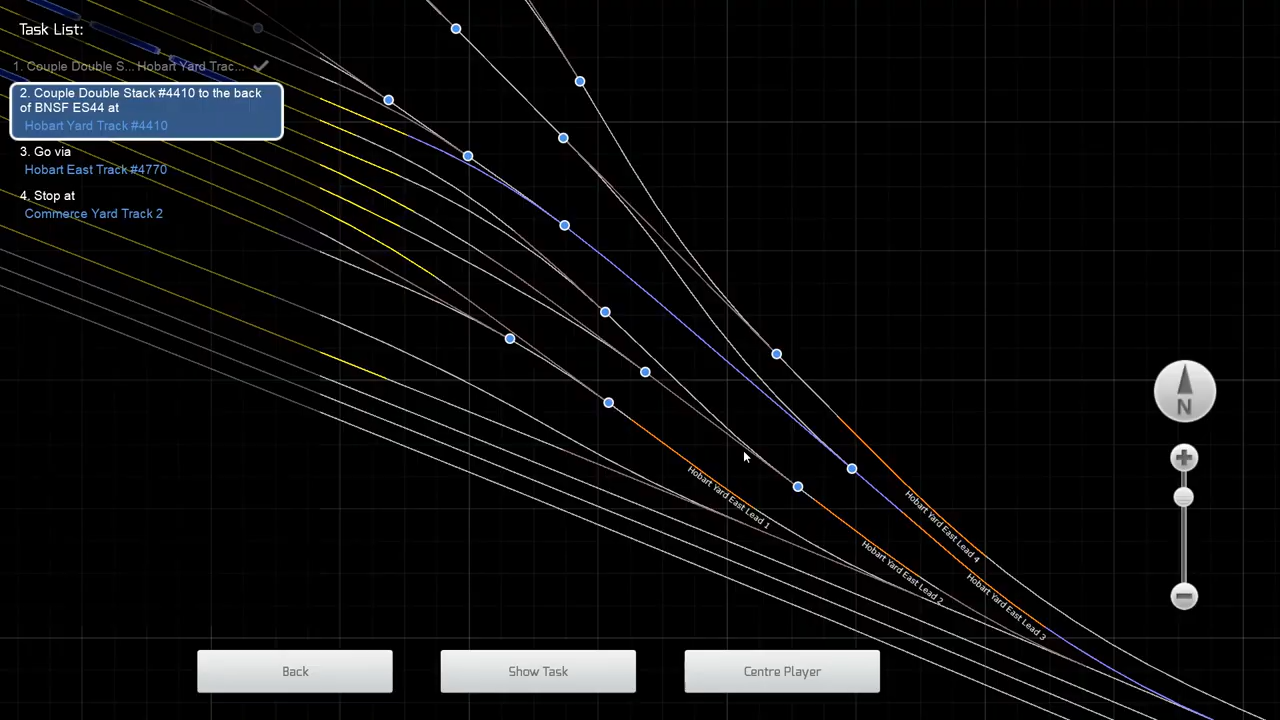 Task List:
1. Couple Double S... Hobart Yard Trac...
2. Couple Double Stack #4410 to the back
of BNSF ES44 at
Hobart Yard Track #4410
3. Go via
Hobart East Track #4770
4. Stop at
Commerce Yard Track 2
Hobart Yard East Lead 1
Hobart Yard East Lead 4
Hobart Yard East Lead 2
Hobart Yard East Lead 3
N
Back
Show Task
Centre Player